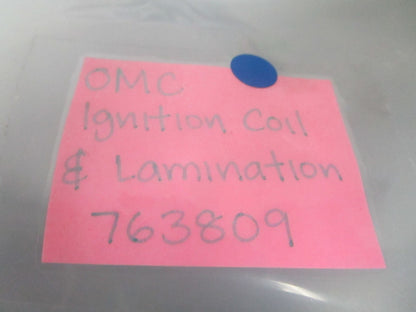 OMC
Ignition Coil
& Lamination
763809